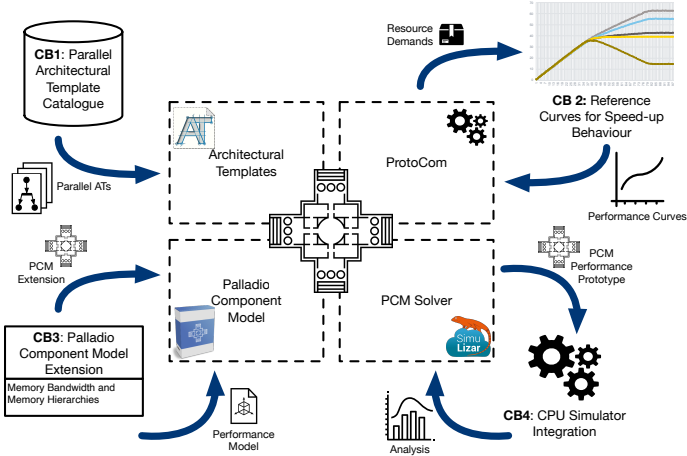 CB1: Parallel
Architectural
Template
Catalogue
Resource
Demands
CB 2: Reference
Curves for Speed-up
Behaviour
AT
Architectural
Templates
ProtoCom
Parallel ATs
Performance Curves
PCM
Extension
PCM
Performance
Prototype
Palladio
Component
Model
PCM Solver
Simu
Lizar
CB3: Palladio
Component Model
Extension
Memory Bandwidth and
Memory Hierarchies
Performance
Model
Analysis
CB4: CPU Simulator
Integration